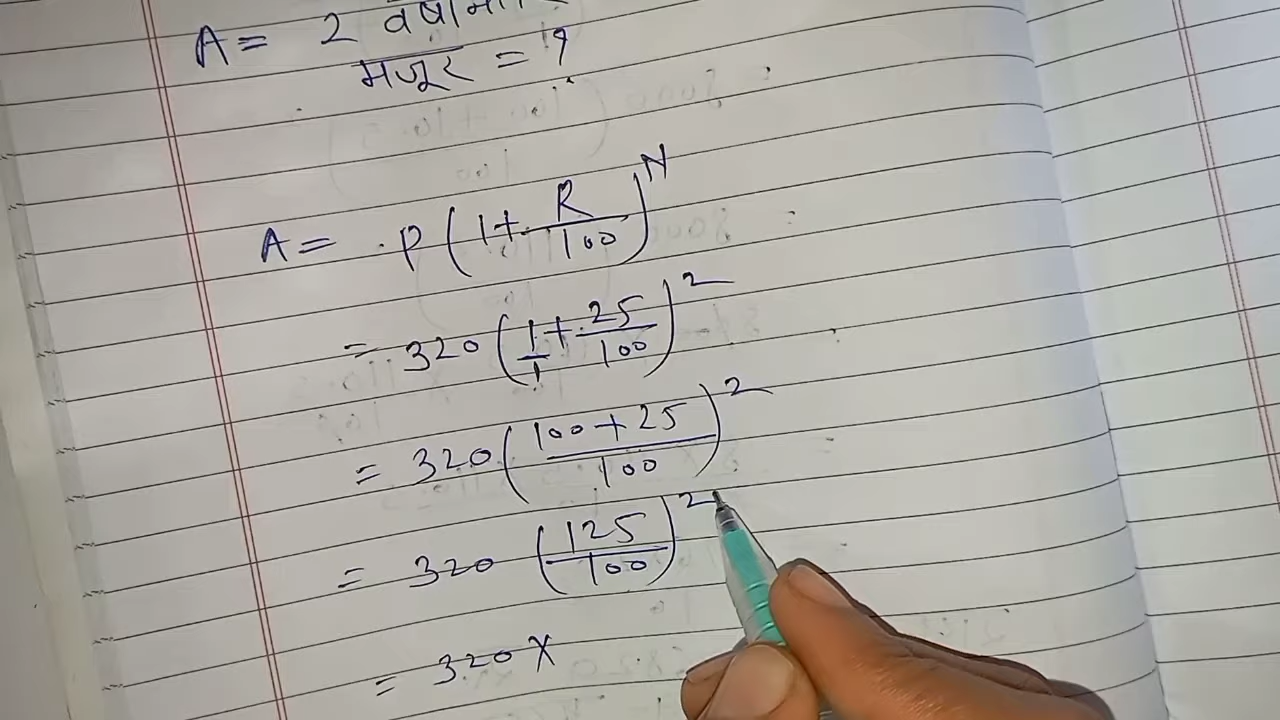 A = 2
मजूर = ?
A = P(1+R/100)^N
= 320(1/1+25/100)^2
= 320(100+25/100)^2
= 320(125/100)^2
= 320 X